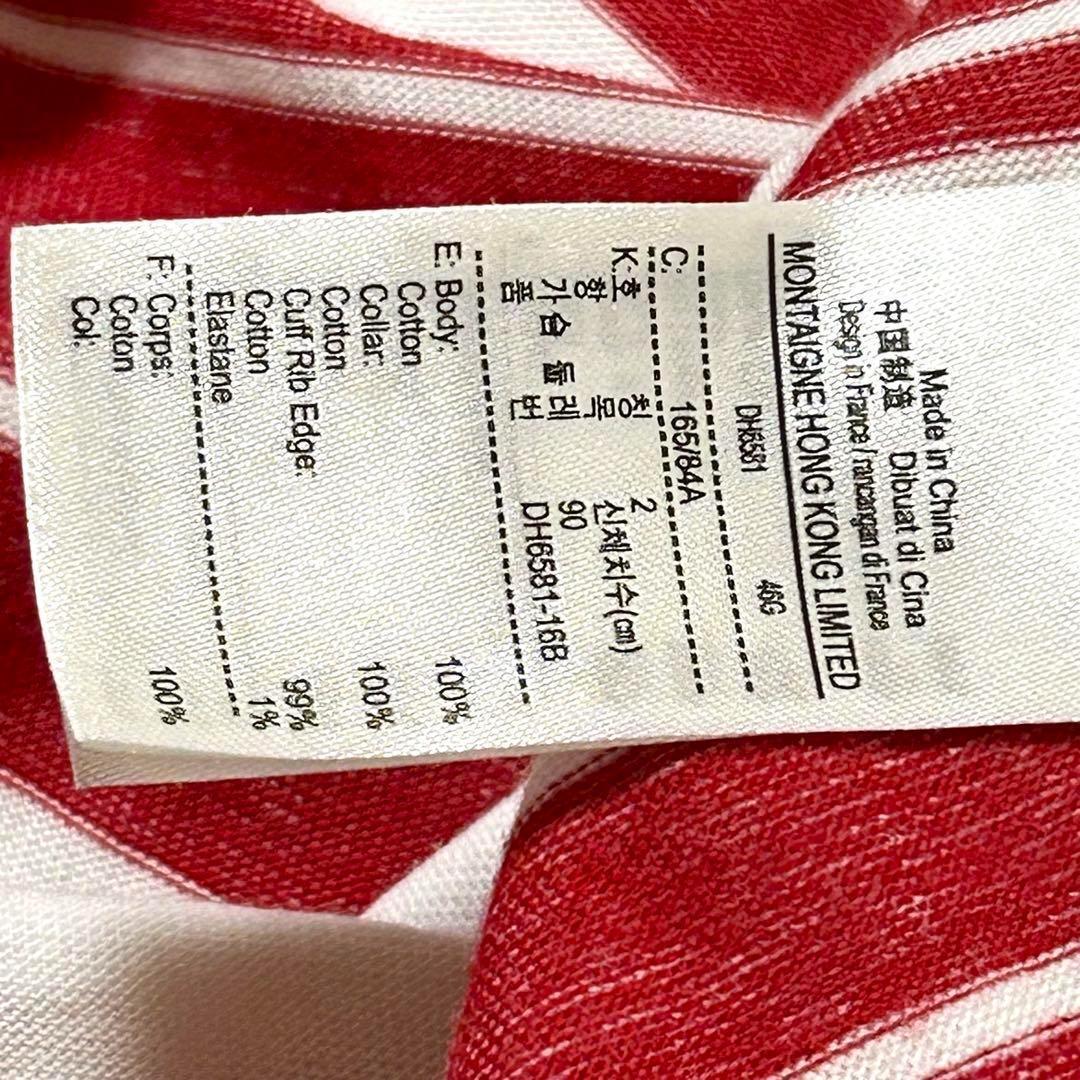 Made in China
中国制造 Dibuat di Cina
Design in France / rancangan di France
MONTAIGNE HONG KONG LIMITED
DH6581 46G
C: 165/84A
K: 호칭 2
항목 신체치수(cm)
가슴둘레 90
품번 DH6581-16B
E: Body:
Cotton 100%
Collar:
Cotton 100%
Cuff Rib Edge:
Cotton 99%
Elastane 1%
F: Corps:
Coton 100%
Col: